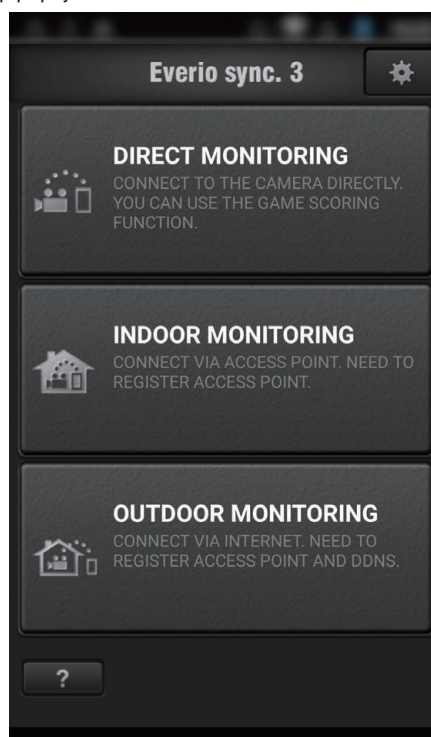 Everio sync. 3
DIRECT MONITORING
CONNECT TO THE CAMERA DIRECTLY.
YOU CAN USE THE GAME SCORING
FUNCTION.
INDOOR MONITORING
CONNECT VIA ACCESS POINT. NEED TO
REGISTER ACCESS POINT.
OUTDOOR MONITORING
CONNECT VIA INTERNET. NEED TO
REGISTER ACCESS POINT AND DDNS.
?